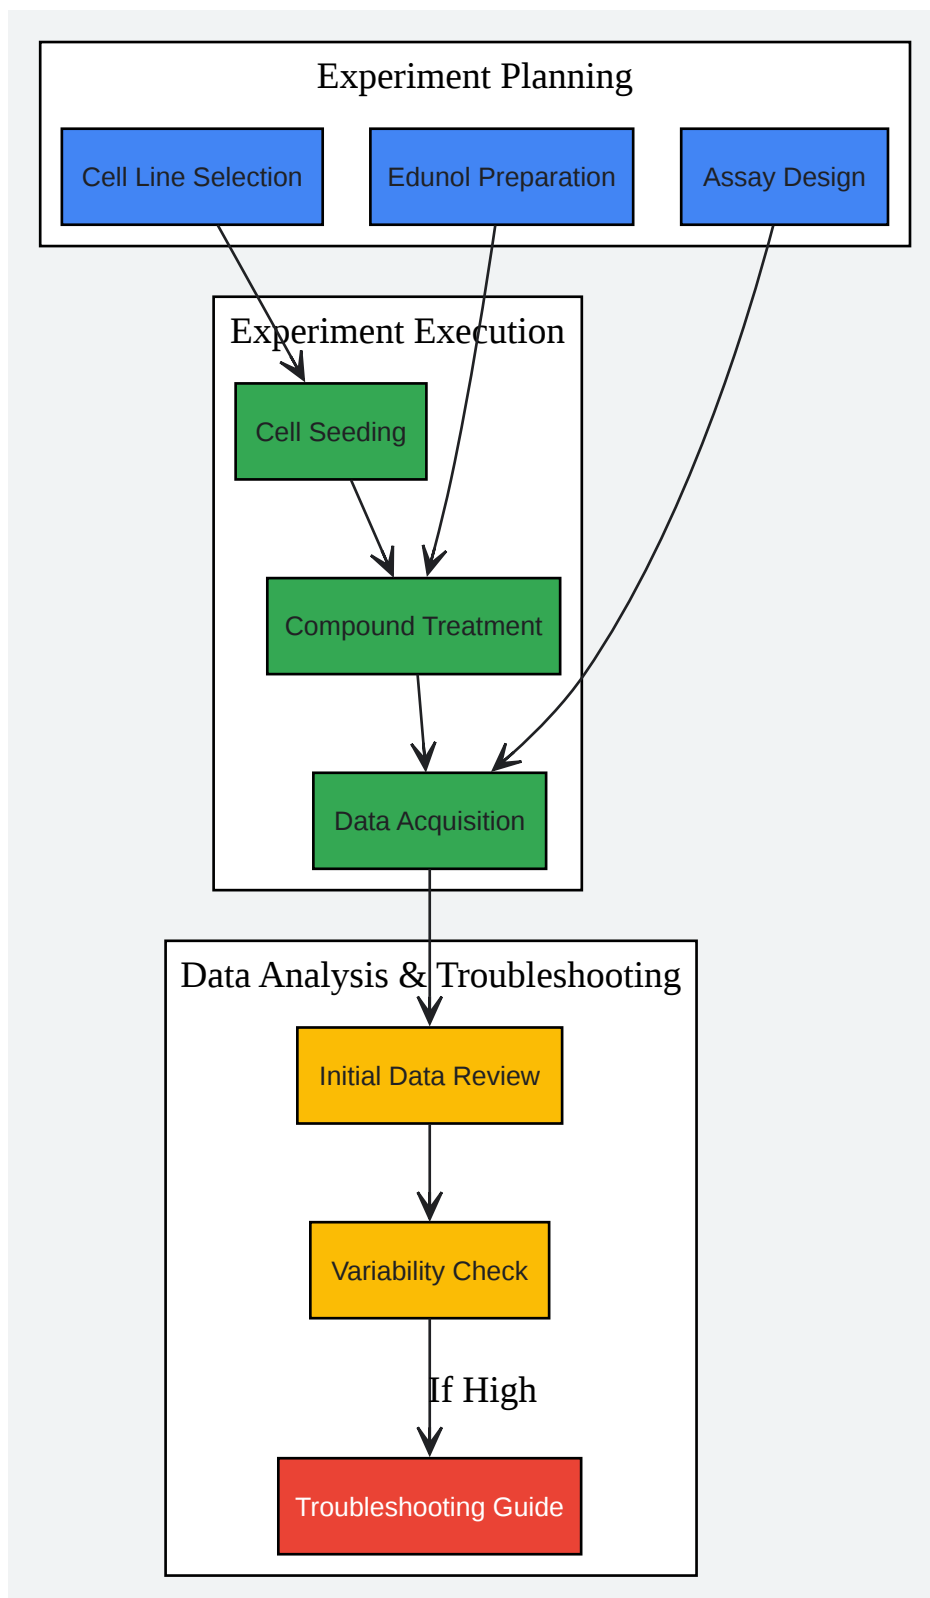 Experiment Planning
Cell Line Selection
Edunol Preparation
Assay Design
Experiment Execution
Cell Seeding
Compound Treatment
Data Acquisition
Data Analysis & Troubleshooting
Initial Data Review
Variability Check
If High
Troubleshooting Guide